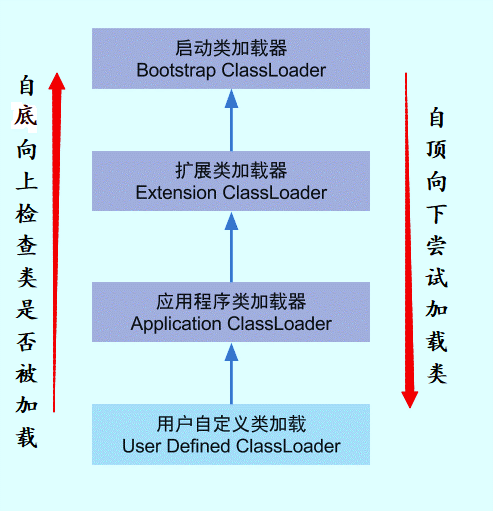 自底向上检查类是否被加载
启动类加载器
Bootstrap ClassLoader
扩展类加载器
Extension ClassLoader
应用程序类加载器
Application ClassLoader
用户自定义类加载
User Defined ClassLoader
自顶向下尝试加载类